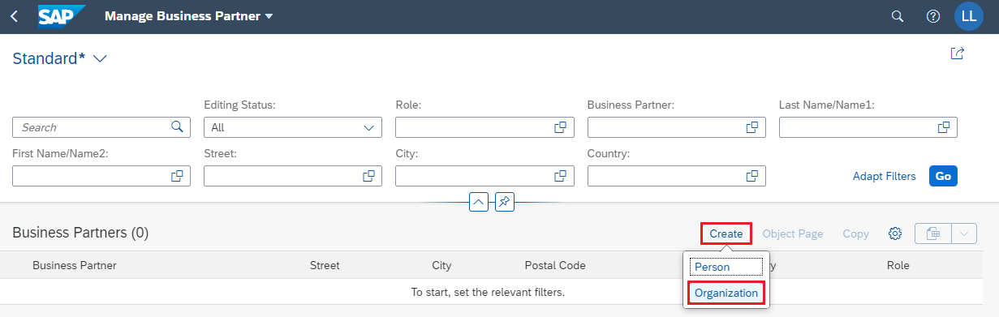 SAP Manage Business Partner LL
Standard*
Editing Status: Role: Business Partner: Last Name/Name1:
Search All
First Name/Name2: Street: City: Country:
Adapt Filters Go
Business Partners (0) Create Object Page Copy
Business Partner Street City Postal Code Role
Person
To start, set the relevant filters.
Organization